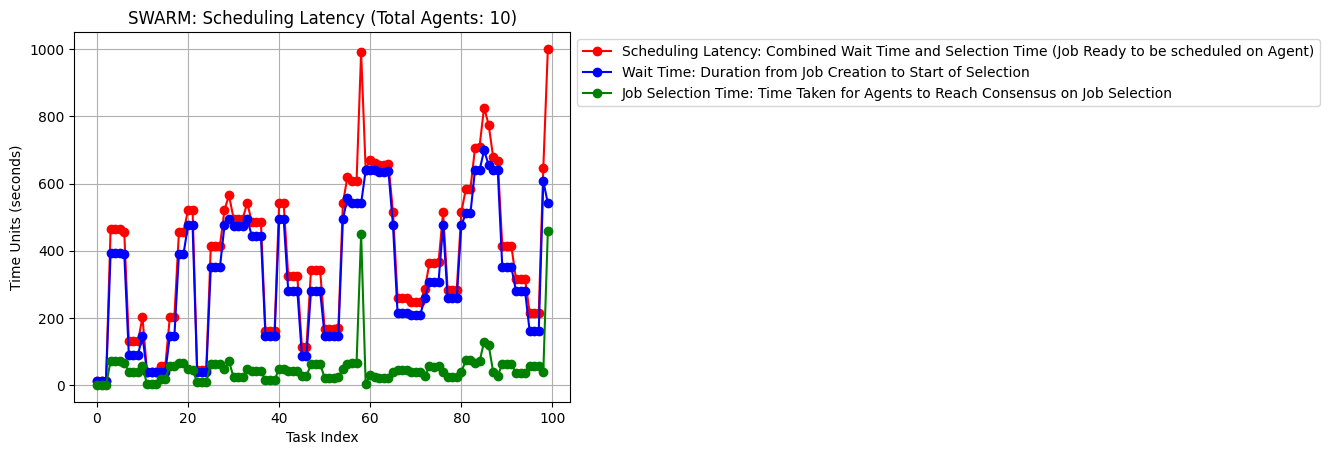 SWARM: Scheduling Latency (Total Agents: 10)
Scheduling Latency: Combined Wait Time and Selection Time (Job Ready to be scheduled on Agent)
Wait Time: Duration from Job Creation to Start of Selection
Job Selection Time: Time Taken for Agents to Reach Consensus on Job Selection
Time Units (seconds)
1000
800
600
400
200
0
0 20 40 60 80 100
Task Index